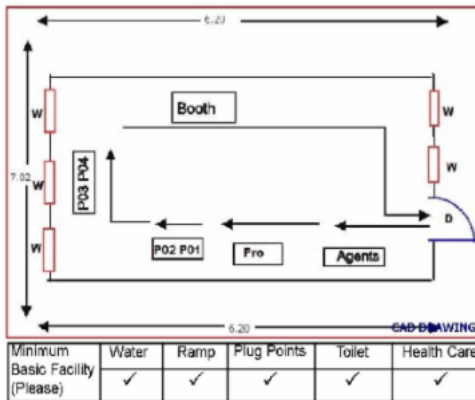 6.20
Booth
W
W
W
W
W
7.02
P03 P04
D
P02 P01
Pro
Agents
6.20
CAD DRAWING
Minimum Basic Facility (Please) Water Ramp Plug Points Toilet Health Care
✓ ✓ ✓ ✓ ✓